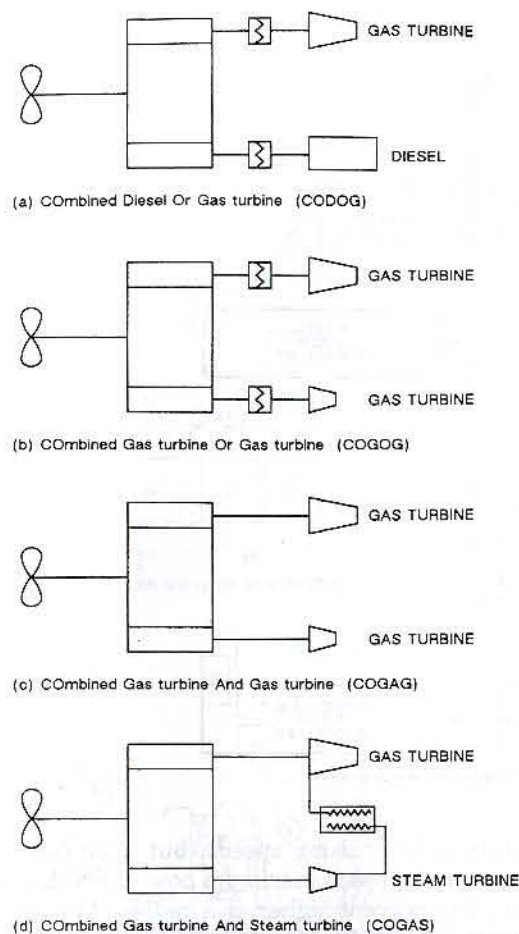 GAS TURBINE
DIESEL
(a) COmbined Diesel Or Gas turbine (CODOG)
GAS TURBINE
GAS TURBINE
(b) COmbined Gas turbine Or Gas turbine (COGOG)
GAS TURBINE
GAS TURBINE
(c) COmbined Gas turbine And Gas turbine (COGAG)
GAS TURBINE
STEAM TURBINE
(d) COmbined Gas turbine And Steam turbine (COGAS)